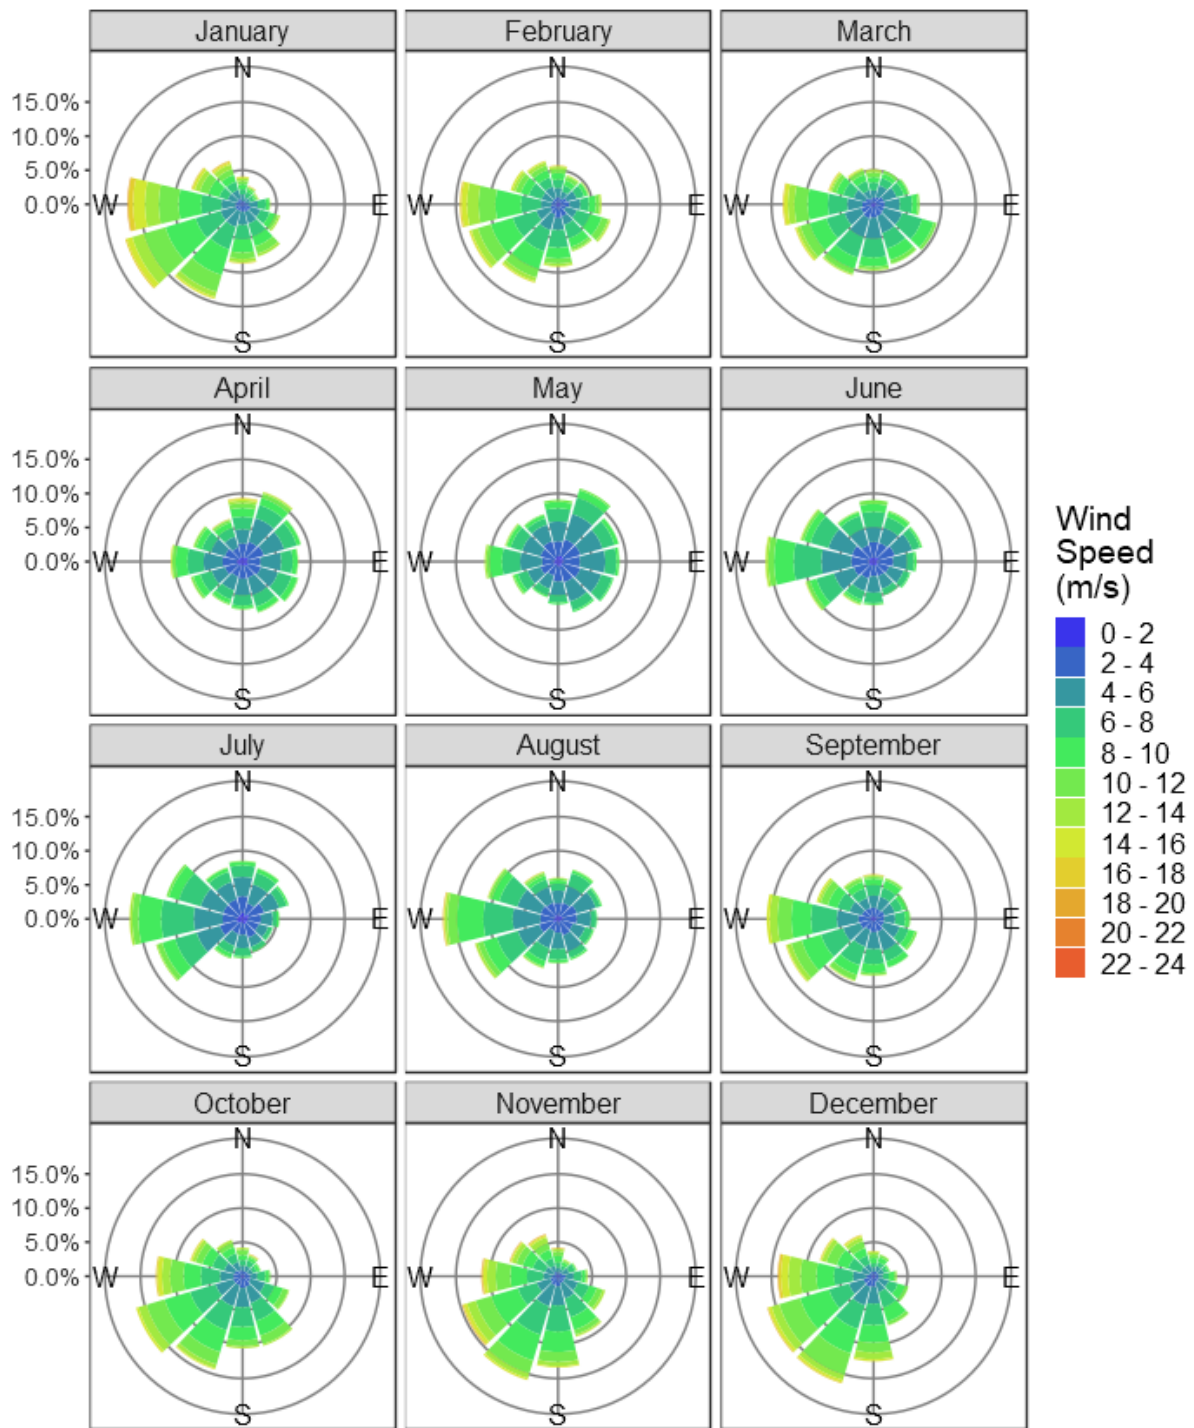 January February March
N N N
15.0%
10.0%
5.0%
0.0% W E W E W E
S S S
April May June
N N N
15.0%
10.0%
5.0%
0.0% W E W E W E
S S S
July August September
N N N
15.0%
10.0%
5.0%
0.0% W E W E W E
S S S
October November December
N N N
15.0%
10.0%
5.0%
0.0% W E W E W E
S S S
Wind
Speed
(m/s)
0 - 2
2 - 4
4 - 6
6 - 8
8 - 10
10 - 12
12 - 14
14 - 16
16 - 18
18 - 20
20 - 22
22 - 24